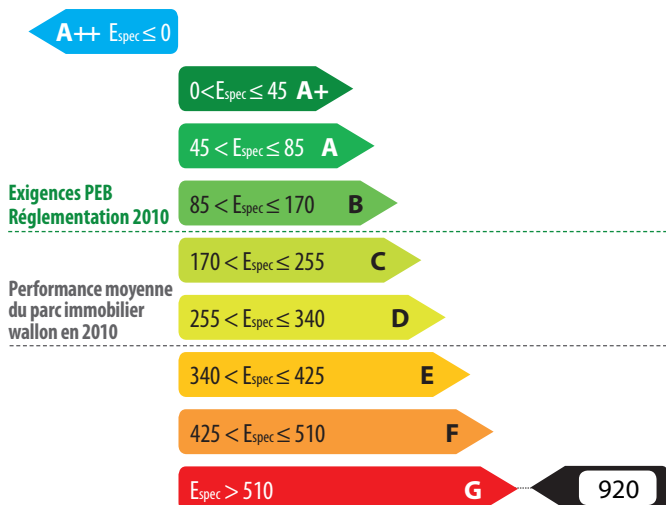 A++ Espec ≤ 0
0<Espec ≤ 45 A+
45 < Espec ≤ 85 A
Exigences PEB
Réglementation 2010
85 < Espec ≤ 170 B
170 < Espec ≤ 255 C
Performance moyenne
du parc immobilier
wallon en 2010
255 < Espec ≤ 340 D
340 < Espec ≤ 425 E
425 < Espec ≤ 510 F
Espec > 510 G
920